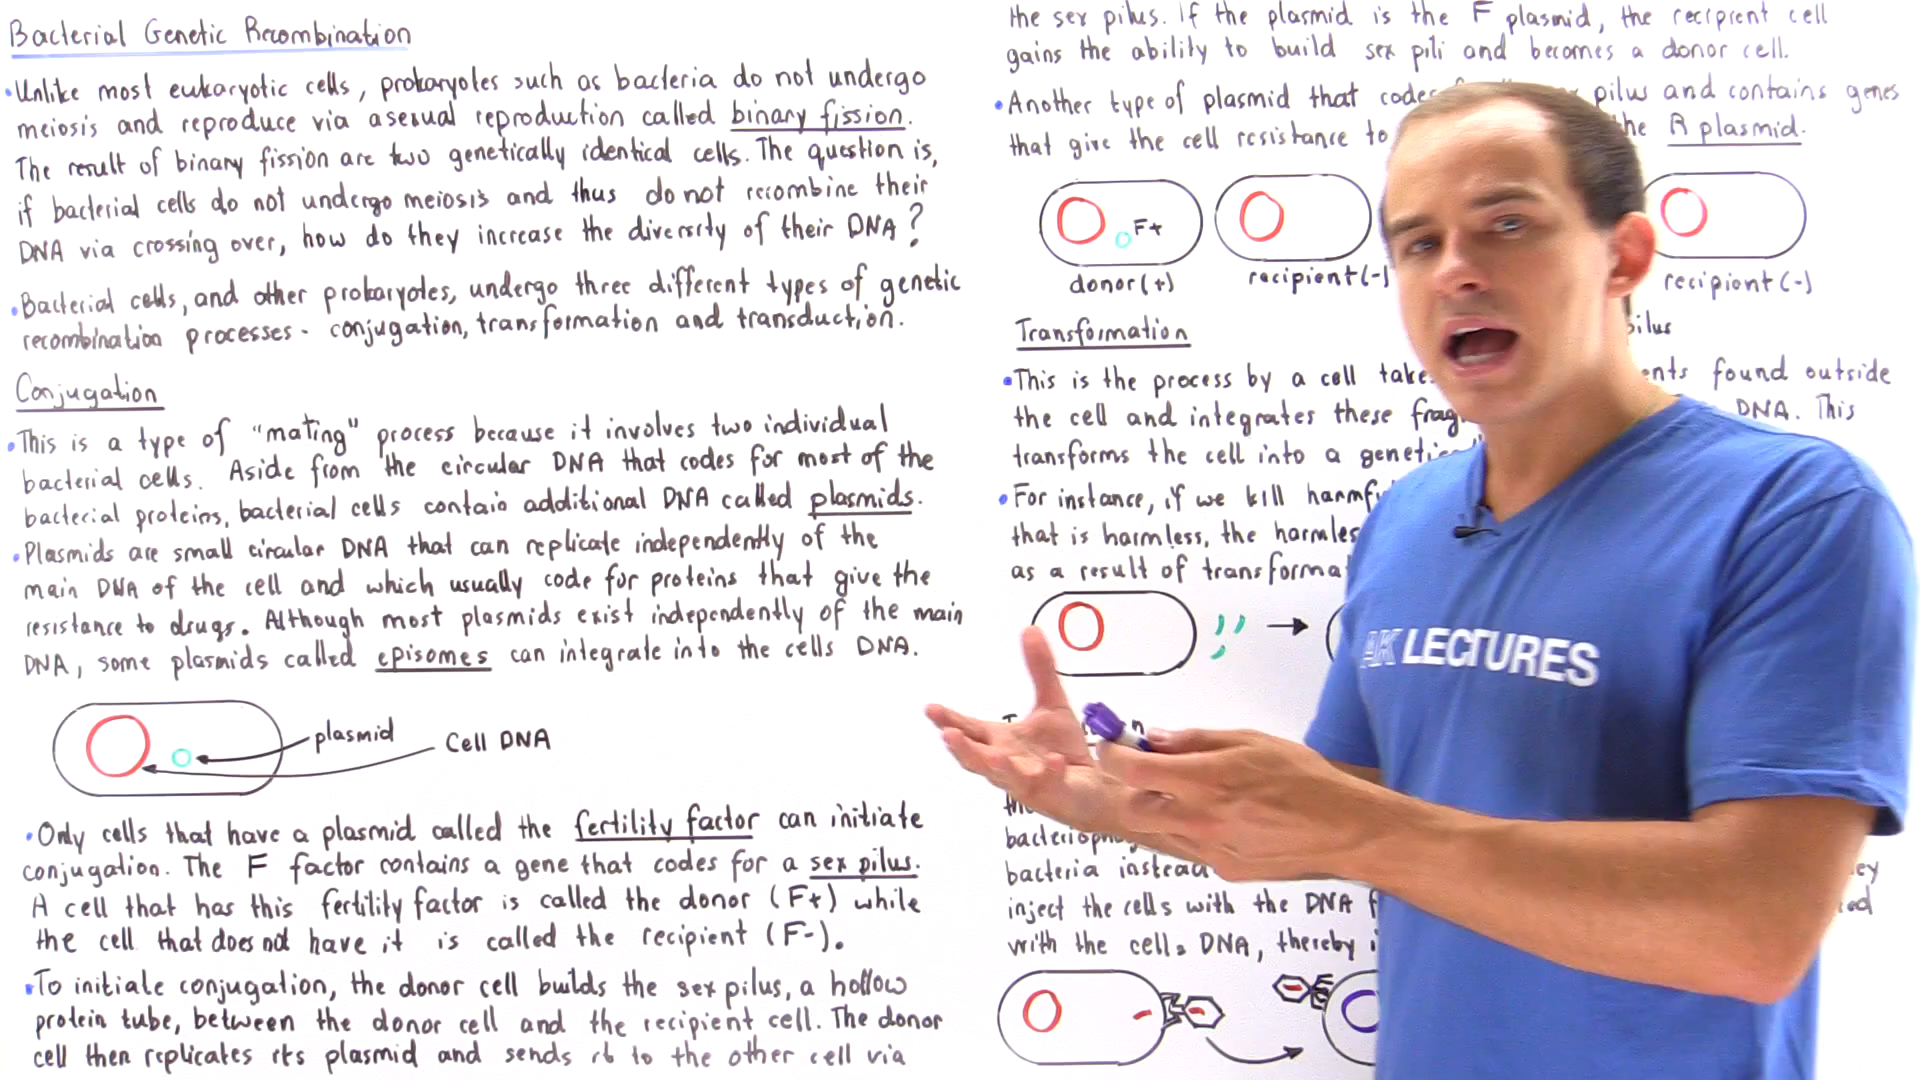 Bacterial Genetic Recombination
•Unlike most eukaryotic cells, prokaryotes such as bacteria do not undergo
meiosis and reproduce via asexual reproduction called binary fission.
The result of binary fission are two genetically identical cells. The question is,
if bacterial cells do not undergo meiosis and thus do not recombine their
DNA via crossing over, how do they increase the diversity of their DNA?
•Bacterial cells, and other prokaryotes, undergo three different types of genetic
recombination processes - conjugation, transformation and transduction.
Conjugation
•This is a type of "mating" process because it involves two individual
bacterial cells. Aside from the circular DNA that codes for most of the
bacterial proteins, bacterial cells contain additional DNA called plasmids.
•Plasmids are small circular DNA that can replicate independently of the
main DNA of the cell and which usually code for proteins that give the
resistance to drugs. Although most plasmids exist independently of the main
DNA, some plasmids called episomes can integrate into the cells DNA.
plasmid
Cell DNA
•Only cells that have a plasmid called the fertility factor can initiate
conjugation. The F factor contains a gene that codes for a sex pilus.
A cell that has this fertility factor is called the donor (F+) while
the cell that does not have it is called the recipient (F-).
•To initiate conjugation, the donor cell builds the sex pilus, a hollow
protein tube, between the donor cell and the recipient cell. The donor
cell then replicates its plasmid and sends it to the other cell via
the sex pilus. If the plasmid is the F plasmid, the recipient cell
gains the ability to build sex pili and becomes a donor cell.
•Another type of plasmid that codes pilus and contains genes
that give the cell resistance to the R plasmid.
F+
donor(+) recipient(-) recipient(-)
pilus
Transformation
•This is the process by a cell take found outside
the cell and integrates these DNA. This
transforms the cell into a
•For instance, if we kill
that is harmless, the
as a result of
AK LECTURES
bacteria instead
inject the cells with the DNA
with the cells DNA, thereby